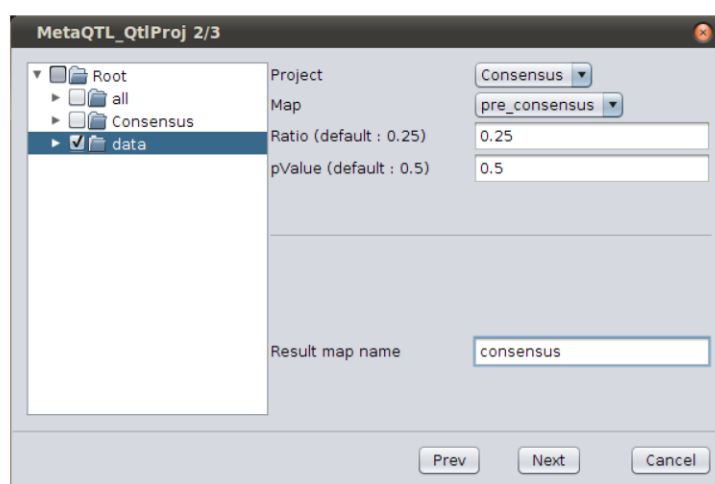 MetaQTL_QtlProj 2/3
Root
all
Consensus
data
Project
Consensus
Map
pre_consensus
Ratio (default : 0.25)
0.25
pValue (default : 0.5)
0.5
Result map name
consensus
Prev
Next
Cancel